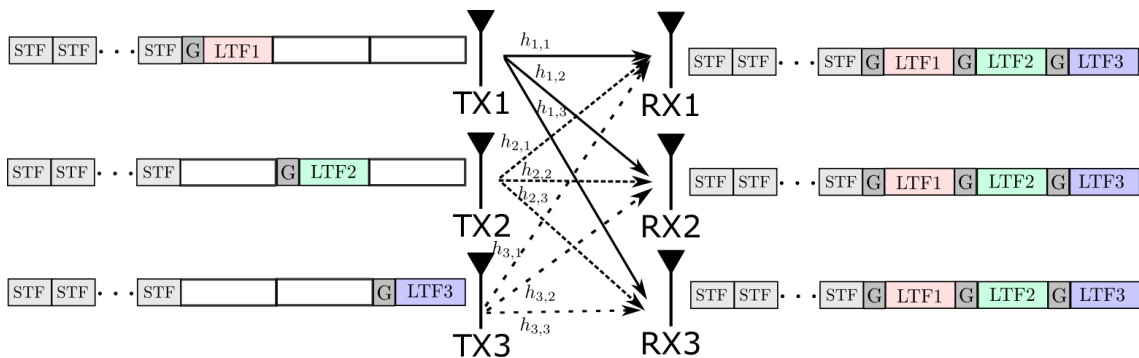 STF STF · · · STF G LTF1
TX1
h1,1
h1,2
h1,3
RX1
STF STF · · · STF G LTF1 G LTF2 G LTF3
STF STF · · · STF G LTF2
TX2
h2,1
h2,2
h2,3
RX2
STF STF · · · STF G LTF1 G LTF2 G LTF3
STF STF · · · STF G LTF3
TX3
h3,1
h3,2
h3,3
RX3
STF STF · · · STF G LTF1 G LTF2 G LTF3